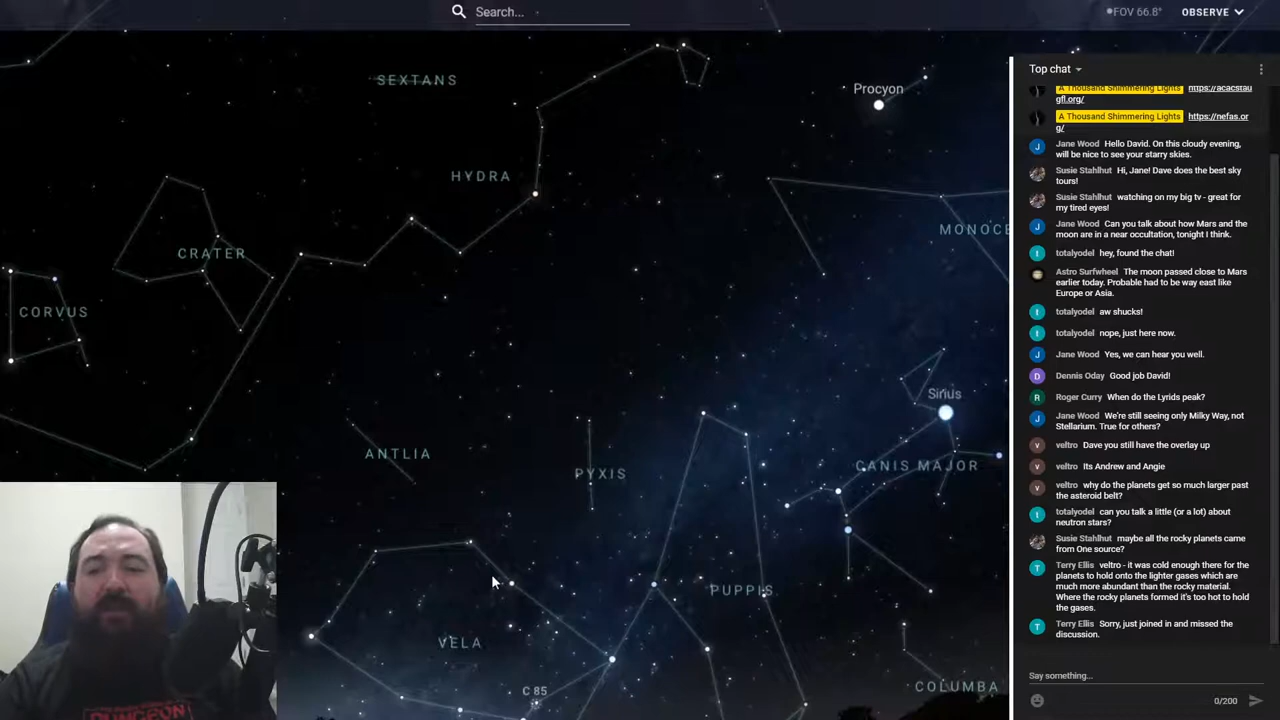 Search...
FOV 66.8°
OBSERVE
SEXTANS
Procyon
HYDRA
MONOCE
CRATER
CORVUS
Sirius
ANTLIA
CANIS MAJOR
PYXIS
PUPPIS
VELA
COLUMBA
C 85
Top chat
A Thousand Shimmering Lights https://acacstau
gfl.org/
A Thousand Shimmering Lights https://nefas.or
g/
J Jane Wood Hello David. On this cloudy evening,
will be nice to see your starry skies.
Susie Stahlhut Hi, Jane! Dave does the best sky
tours!
Susie Stahlhut watching on my big tv - great for
my tired eyes!
J Jane Wood Can you talk about how Mars and the
moon are in a near occultation, tonight I think.
t totalyodel hey, found the chat!
Astro Surfwheel The moon passed close to Mars
earlier today. Probable had to be way east like
Europe or Asia.
t totalyodel aw shucks!
t totalyodel nope, just here now.
J Jane Wood Yes, we can hear you well.
D Dennis Oday Good job David!
R Roger Curry When do the Lyrids peak?
J Jane Wood We're still seeing only Milky Way, not
Stellarium. True for others?
v veltro Dave you still have the overlay up
v veltro Its Andrew and Angie
v veltro why do the planets get so much larger past
the asteroid belt?
t totalyodel can you talk a little (or a lot) about
neutron stars?
Susie Stahlhut maybe all the rocky planets came
from One source?
T Terry Ellis veltro - it was cold enough there for the
planets to hold onto the lighter gases which are
much more abundant than the rocky material.
Where the rocky planets formed it's too hot to hold
the gases.
T Terry Ellis Sorry, just joined in and missed the
discussion.
Say something...
0/200